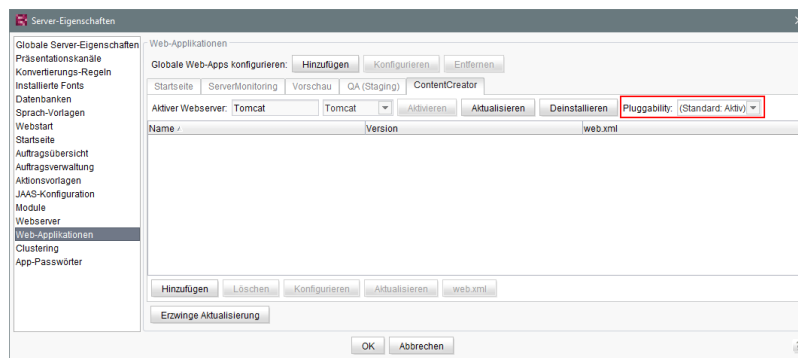 Server-Eigenschaften
Globale Server-Eigenschaften
Präsentationskanäle
Konvertierungs-Regeln
Installierte Fonts
Datenbanken
Sprach-Vorlagen
Webstart
Startseite
Auftragsübersicht
Auftragsverwaltung
Aktionsvorlagen
JAAS-Konfiguration
Module
Webserver
Web-Applikationen
Clustering
App-Passwörter
Web-Applikationen
Globale Web-Apps konfigurieren: Hinzufügen Konfigurieren Entfernen
Startseite ServerMonitoring Vorschau QA (Staging) ContentCreator
Aktiver Webserver: Tomcat Tomcat Aktivieren Aktualisieren Deinstallieren Pluggability: (Standard: Aktiv)
Name Version web.xml
Hinzufügen Löschen Konfigurieren Aktualisieren web.xml
Erzwinge Aktualisierung
OK Abbrechen